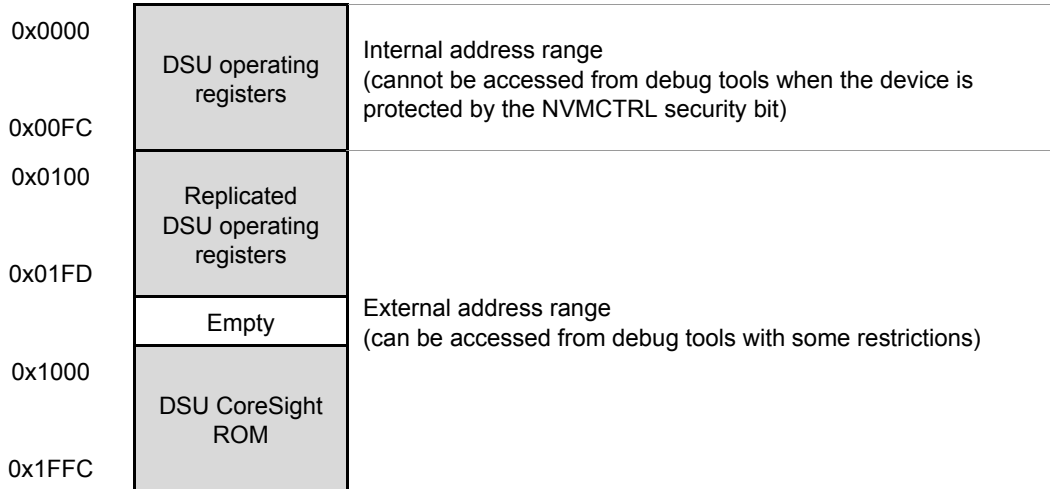 0x0000
DSU operating
registers
Internal address range
(cannot be accessed from debug tools when the device is
protected by the NVMCTRL security bit)
0x00FC
0x0100
Replicated
DSU operating
registers
0x01FD
Empty
External address range
(can be accessed from debug tools with some restrictions)
0x1000
DSU CoreSight
ROM
0x1FFC